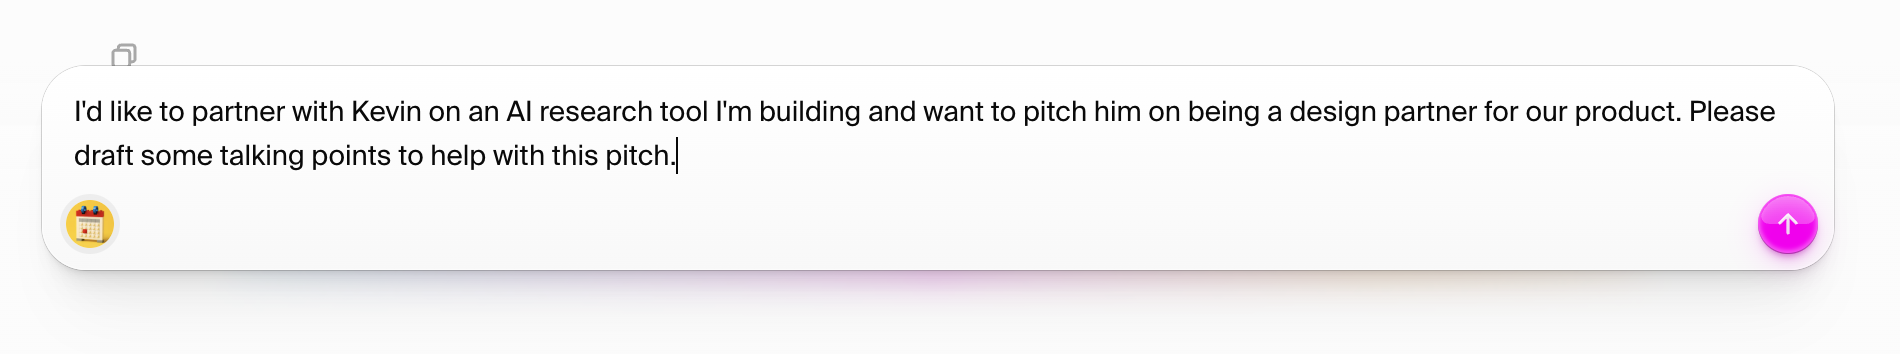 I'd like to partner with Kevin on an AI research tool I'm building and want to pitch him on being a design partner for our product. Please
draft some talking points to help with this pitch.